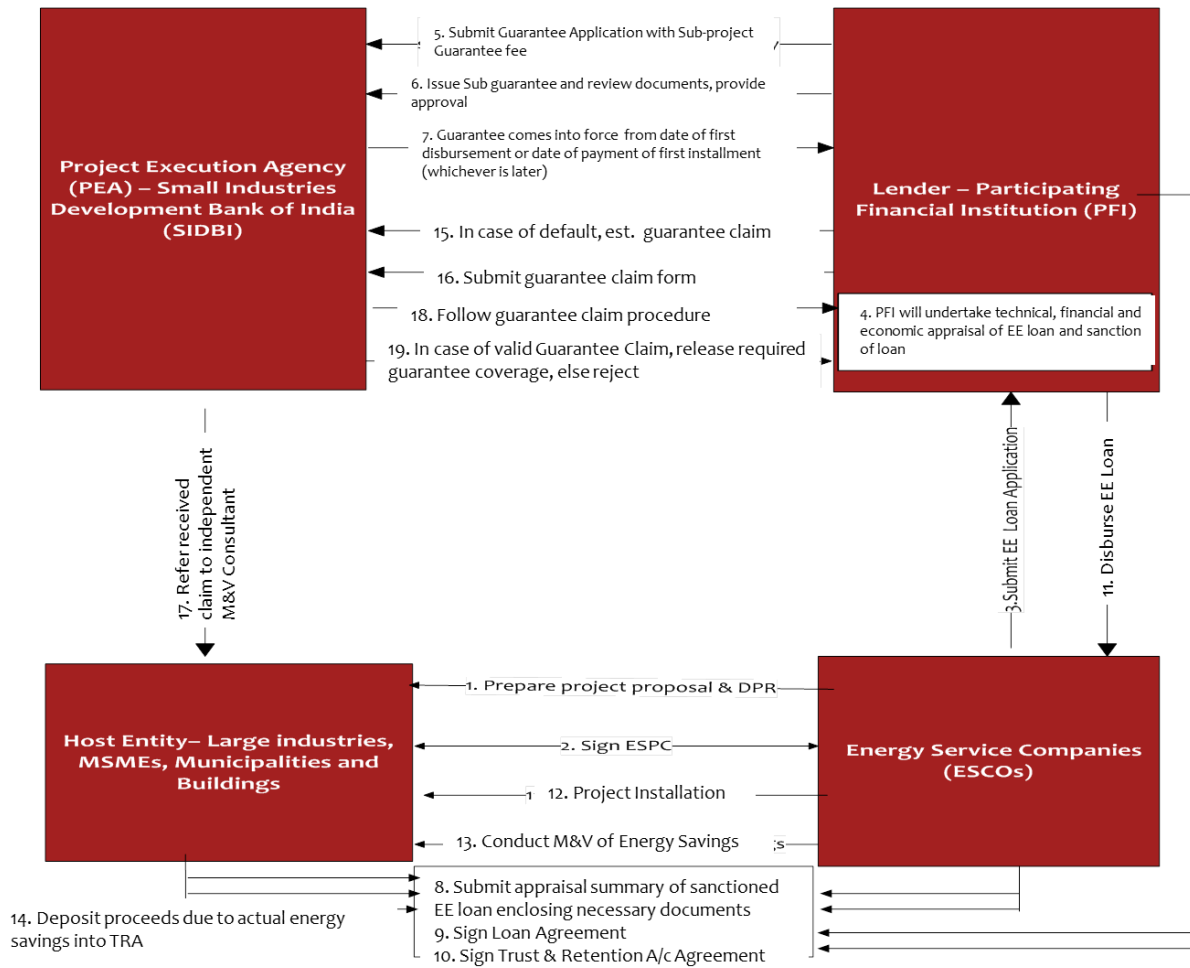 5. Submit Guarantee Application with Sub-project
Guarantee fee
6. Issue Sub guarantee and review documents, provide
approval
7. Guarantee comes into force from date of first
disbursement or date of payment of first installment
(whichever is later)
Project Execution Agency
(PEA) – Small Industries
Development Bank of India
(SIDBI)
Lender – Participating
Financial Institution (PFI)
15. In case of default, est. guarantee claim
16. Submit guarantee claim form
18. Follow guarantee claim procedure
19. In case of valid Guarantee Claim, release required
guarantee coverage, else reject
4. PFI will undertake technical, financial and
economic appraisal of EE loan and sanction
of loan
17. Refer received
claim to independent
M&V Consultant
3.Submit EE Loan Application
11. Disburse EE Loan
1. Prepare project proposal & DPR
Host Entity– Large industries,
MSMEs, Municipalities and
Buildings
2. Sign ESPC
Energy Service Companies
(ESCOs)
1 12. Project Installation
13. Conduct M&V of Energy Savings
8. Submit appraisal summary of sanctioned
EE loan enclosing necessary documents
9. Sign Loan Agreement
10. Sign Trust & Retention A/c Agreement
14. Deposit proceeds due to actual energy
savings into TRA